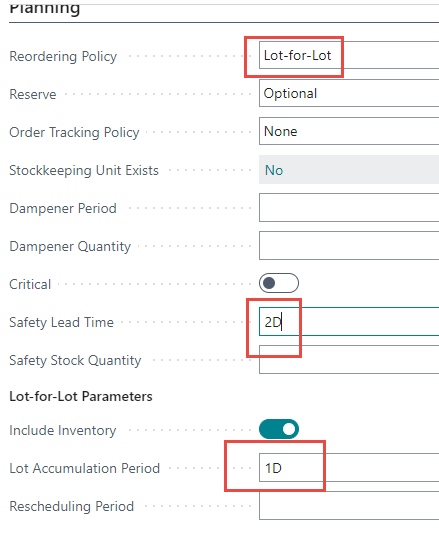 Planning
Reordering Policy Lot-for-Lot
Reserve Optional
Order Tracking Policy None
Stockkeeping Unit Exists No
Dampener Period
Dampener Quantity
Critical
Safety Lead Time 2D
Safety Stock Quantity
Lot-for-Lot Parameters
Include Inventory
Lot Accumulation Period 1D
Rescheduling Period